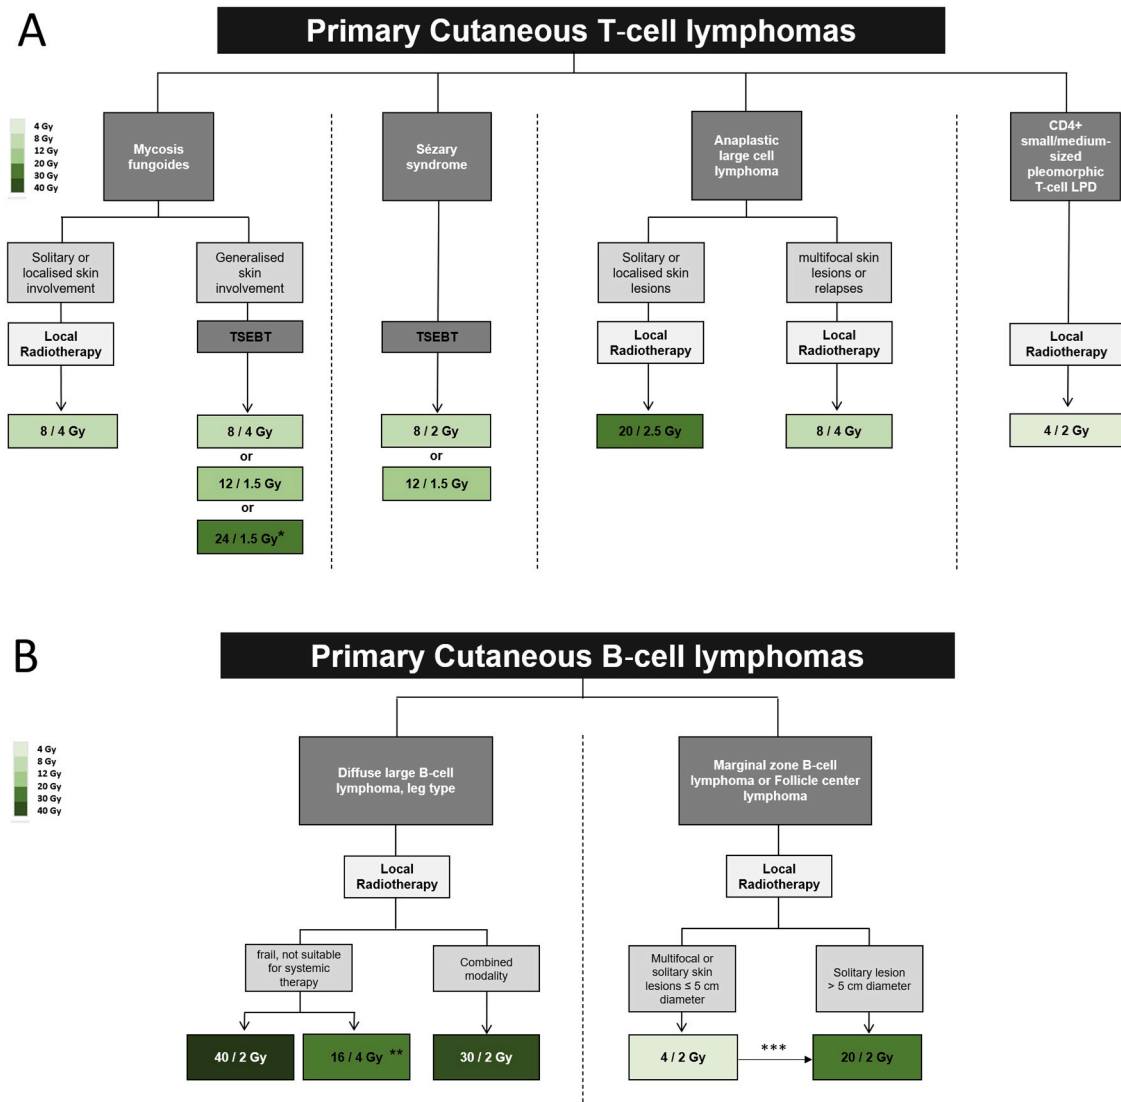 A
Primary Cutaneous T-cell lymphomas
4 Gy
8 Gy
12 Gy
20 Gy
30 Gy
40 Gy
Mycosis
fungoides
Sézary
syndrome
Anaplastic
large cell
lymphoma
CD4+
small/medium-
sized
pleomorphic
T-cell LPD
Solitary or
localised skin
involvement
Generalised
skin
involvement
Solitary or
localised skin
lesions
multifocal skin
lesions or
relapses
Local
Radiotherapy
TSEBT
TSEBT
Local
Radiotherapy
Local
Radiotherapy
Local
Radiotherapy
8 / 4 Gy
8 / 4 Gy
or
12 / 1.5 Gy
or
24 / 1.5 Gy*
8 / 2 Gy
or
12 / 1.5 Gy
20 / 2.5 Gy
8 / 4 Gy
4 / 2 Gy
B
Primary Cutaneous B-cell lymphomas
4 Gy
8 Gy
12 Gy
20 Gy
30 Gy
40 Gy
Diffuse large B-cell
lymphoma, leg type
Marginal zone B-cell
lymphoma or Follicle center
lymphoma
Local
Radiotherapy
Local
Radiotherapy
frail, not suitable
for systemic
therapy
Combined
modality
Multifocal or
solitary skin
lesions ≤ 5 cm
diameter
Solitary lesion
> 5 cm diameter
40 / 2 Gy
16 / 4 Gy **
30 / 2 Gy
4 / 2 Gy
***
20 / 2 Gy